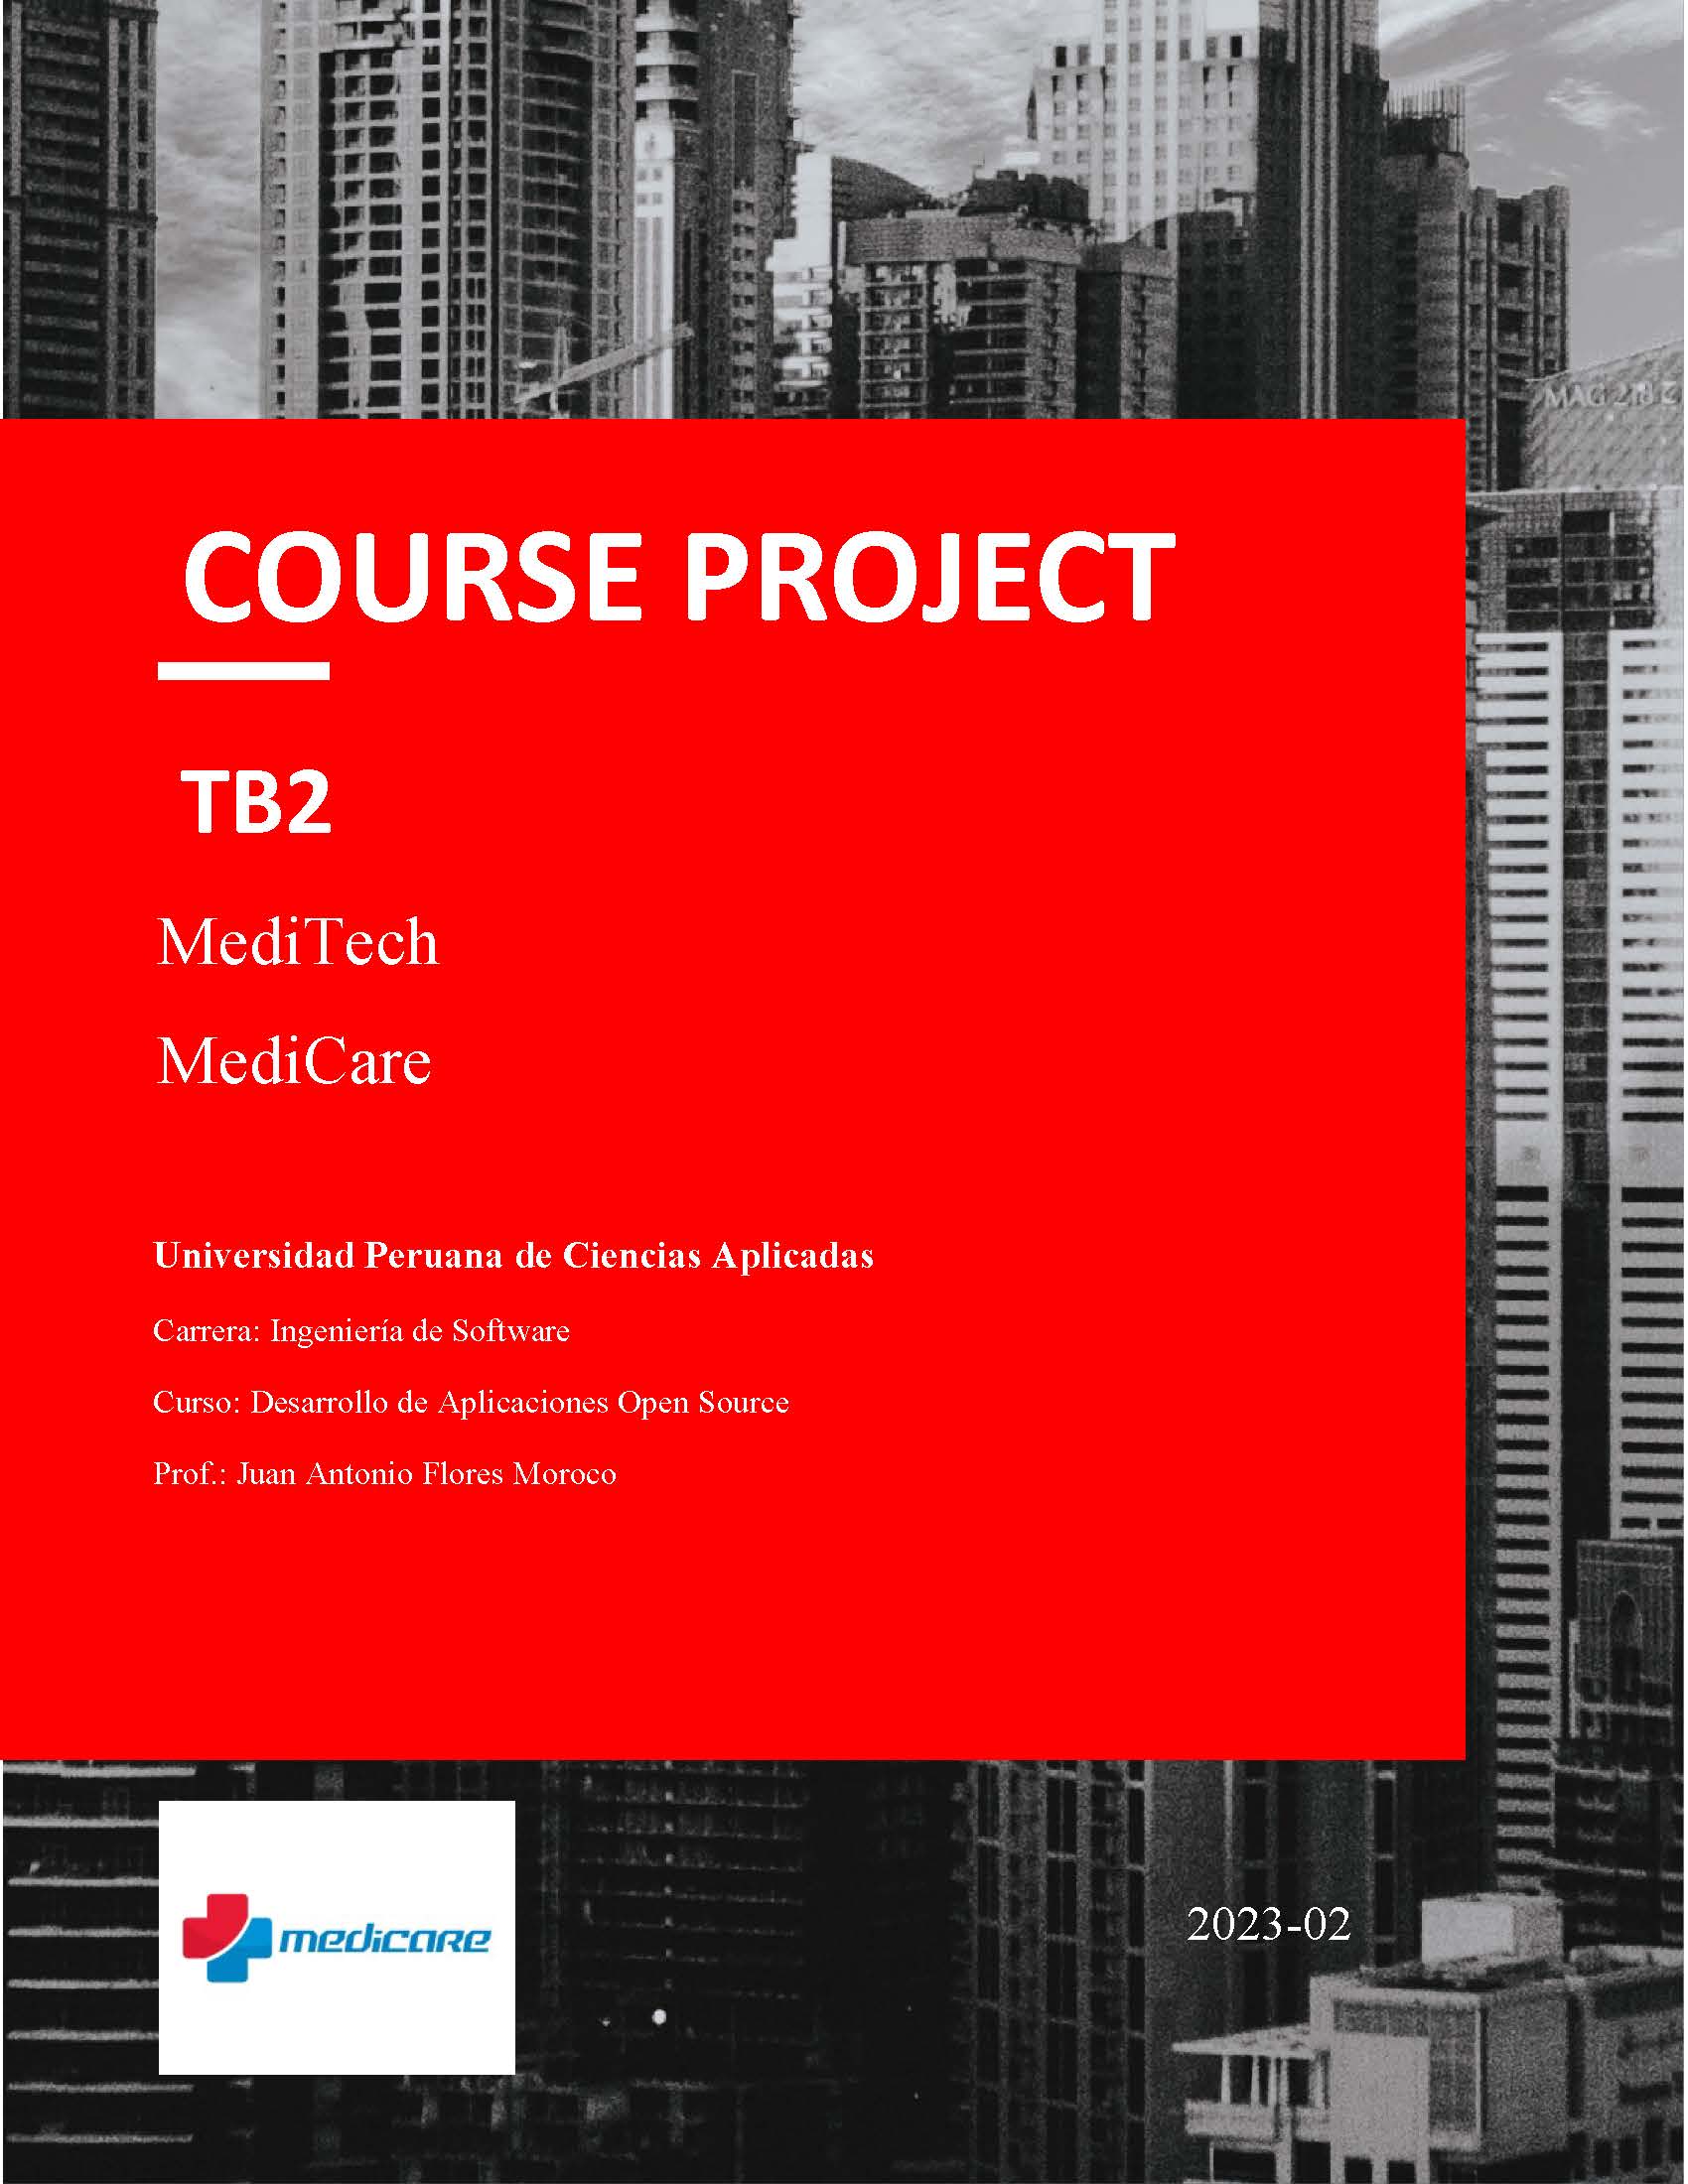 COURSE PROJECT
TB2
MediTech
MediCare
Universidad Peruana de Ciencias Aplicadas
Carrera: Ingeniería de Software
Curso: Desarrollo de Aplicaciones Open Source
Prof.: Juan Antonio Flores Moroco
medicare
2023-02